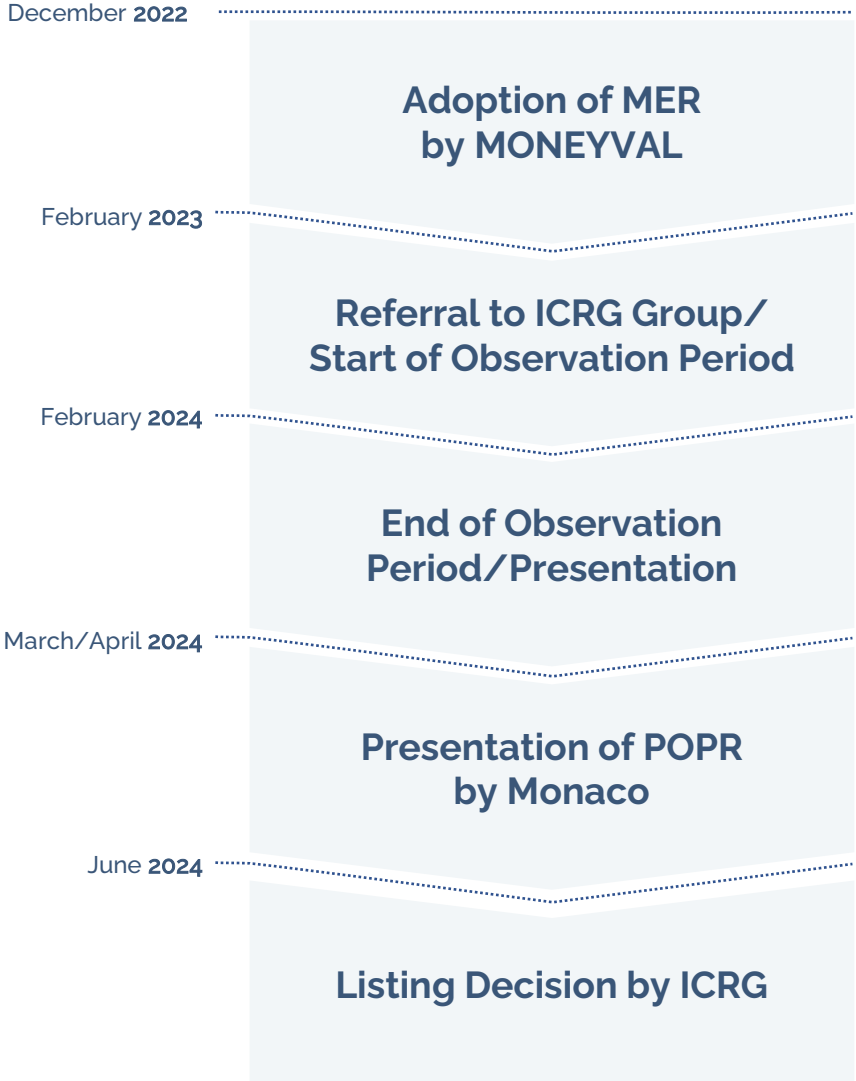 December 2022
Adoption of MER
by MONEYVAL
February 2023
Referral to ICRG Group/
Start of Observation Period
February 2024
End of Observation
Period/Presentation
March/April 2024
Presentation of POPR
by Monaco
June 2024
Listing Decision by ICRG